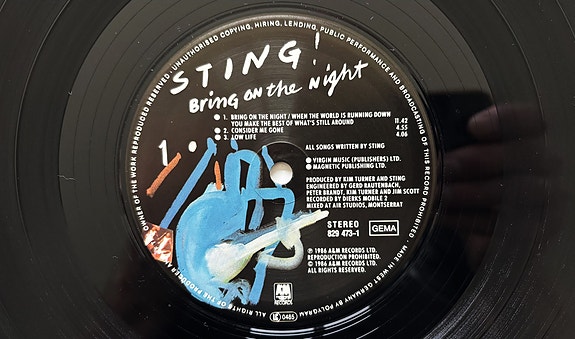 STING!
Bring on the Night
1. BRING ON THE NIGHT / WHEN THE WORLD IS RUNNING DOWN
YOU MAKE THE BEST OF WHAT'S STILL AROUND 11.42
2. CONSIDER ME GONE 4.55
3. LOW LIFE 4.06
ALL SONGS WRITTEN BY STING
VIRGIN MUSIC (PUBLISHERS) LTD.
MAGNETIC PUBLISHING LTD.
1.
PRODUCED BY KIM TURNER AND STING
ENGINEERED BY GERD RAUTENBACH,
PETER BRANDT, KIM TURNER AND JIM SCOTT
RECORDED BY DIERKS MOBILE 2
MIXED AT AIR STUDIOS, MONTSERRAT
STEREO
829 473-1
GEMA
℗ 1986 A&M RECORDS LTD.
REPRODUCTION PROHIBITED.
© 1986 A&M RECORDS LTD.
ALL RIGHTS RESERVED.
A&M
RECORDS
LC 0485
ALL RIGHTS OF THE PRODUCER OWNER OF THE WORK REPRODUCED RESERVED. UNAUTHORISED COPYING, HIRING, LENDING, PUBLIC PERFORMANCE AND BROADCASTING OF THIS RECORD PROHIBITED - MADE IN WEST GERMANY BY POLYGRAM